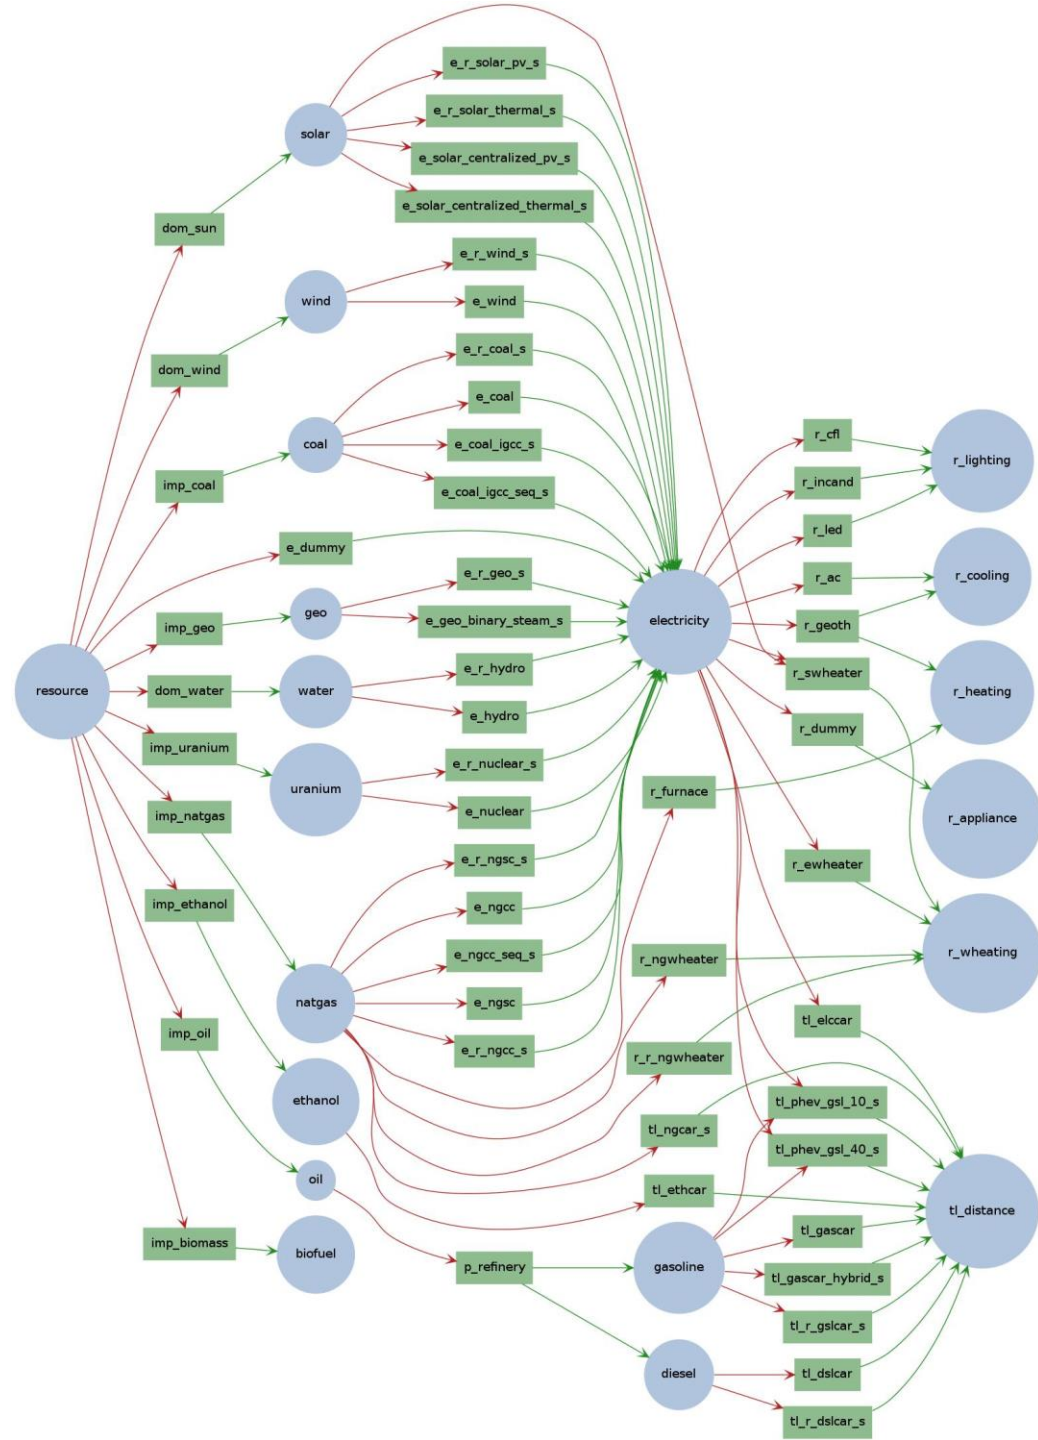 e_r_solar_pv_s
e_r_solar_thermal_s
solar
e_solar_centralized_pv_s
e_solar_centralized_thermal_s
dom_sun
e_r_wind_s
wind
e_wind
e_r_coal_s
dom_wind
e_coal
r_cfl
coal
e_coal_igcc_s
r_lighting
imp_coal
e_coal_igcc_seq_s
r_incand
r_led
e_dummy
e_r_geo_s
r_ac
r_cooling
geo
imp_geo
e_geo_binary_steam_s
electricity
r_geoth
e_r_hydro
r_swheater
resource
dom_water
water
r_heating
e_hydro
r_dummy
imp_uranium
e_r_nuclear_s
uranium
r_furnace
imp_natgas
e_nuclear
r_appliance
e_r_ngsc_s
r_ewheater
imp_ethanol
e_ngcc
e_ngcc_seq_s
r_ngwheater
r_wheating
natgas
e_ngsc
tl_elccar
imp_oil
e_r_ngcc_s
r_r_ngwheater
ethanol
tl_phev_gsl_10_s
tl_ngcar_s
tl_phev_gsl_40_s
oil
tl_ethcar
tl_distance
tl_gascar
imp_biomass
biofuel
p_refinery
gasoline
tl_gascar_hybrid_s
tl_r_gslcar_s
diesel
tl_dslcar
tl_r_dslcar_s